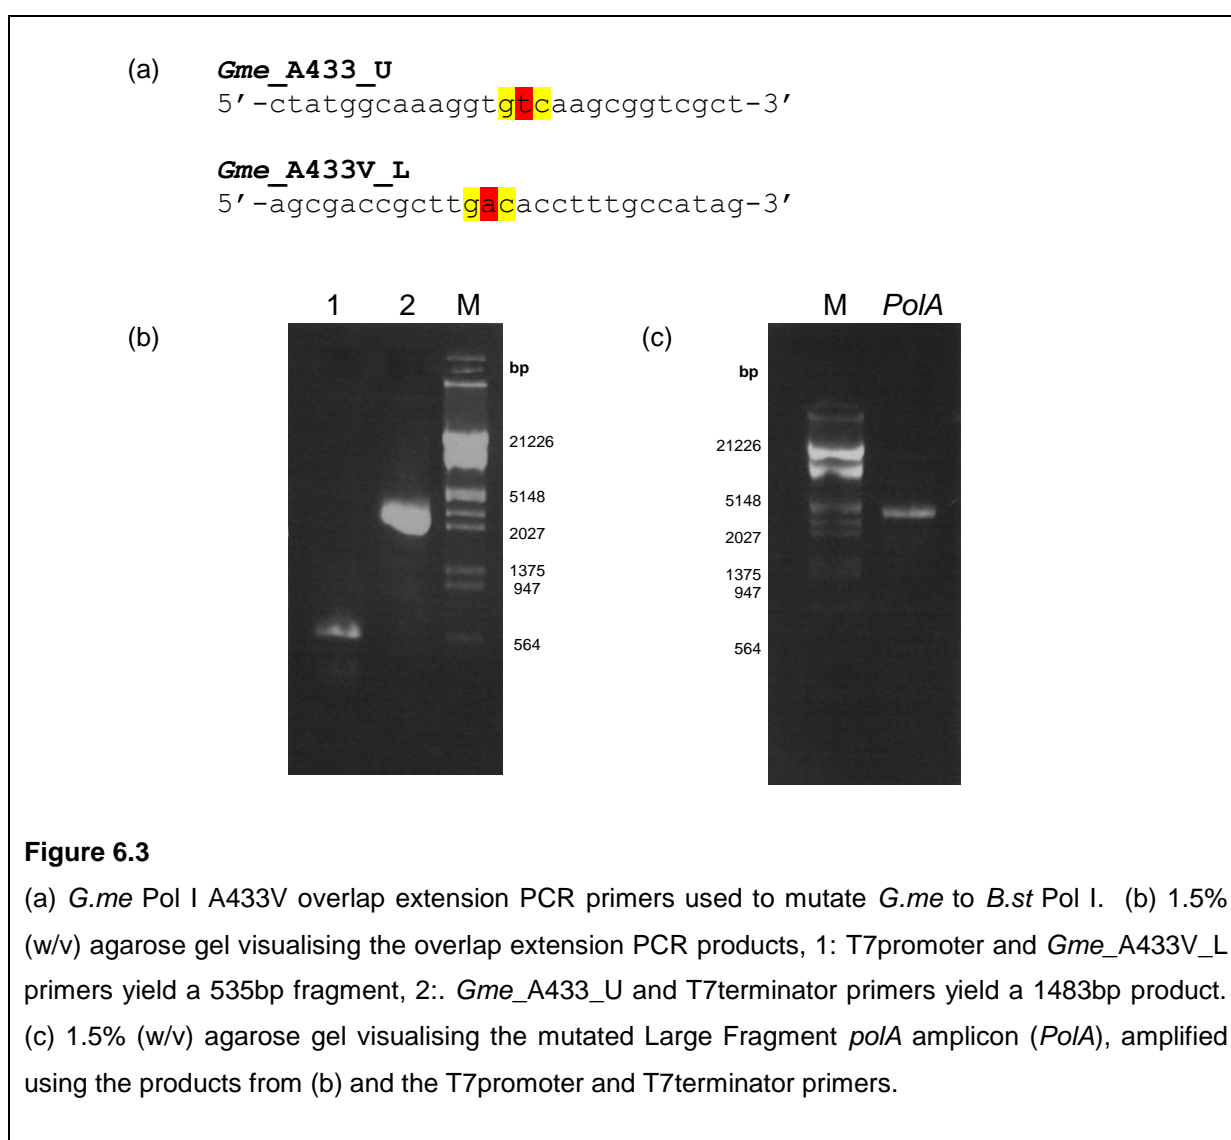 (a) Gme_A433_U
5’-ctatggcaaaggtgtcaagcggtcgct-3’
Gme_A433V_L
5’-agcgaccgcttgacacctttgccatag-3’
(b) 1 2 M
bp
21226
5148
2027
1375
947
564
(c) M PolA
bp
21226
5148
2027
1375
947
564
Figure 6.3
(a) G.me Pol I A433V overlap extension PCR primers used to mutate G.me to B.st Pol I. (b) 1.5%
(w/v) agarose gel visualising the overlap extension PCR products, 1: T7promoter and Gme_A433V_L
primers yield a 535bp fragment, 2:. Gme_A433_U and T7terminator primers yield a 1483bp product.
(c) 1.5% (w/v) agarose gel visualising the mutated Large Fragment polA amplicon (PolA), amplified
using the products from (b) and the T7promoter and T7terminator primers.